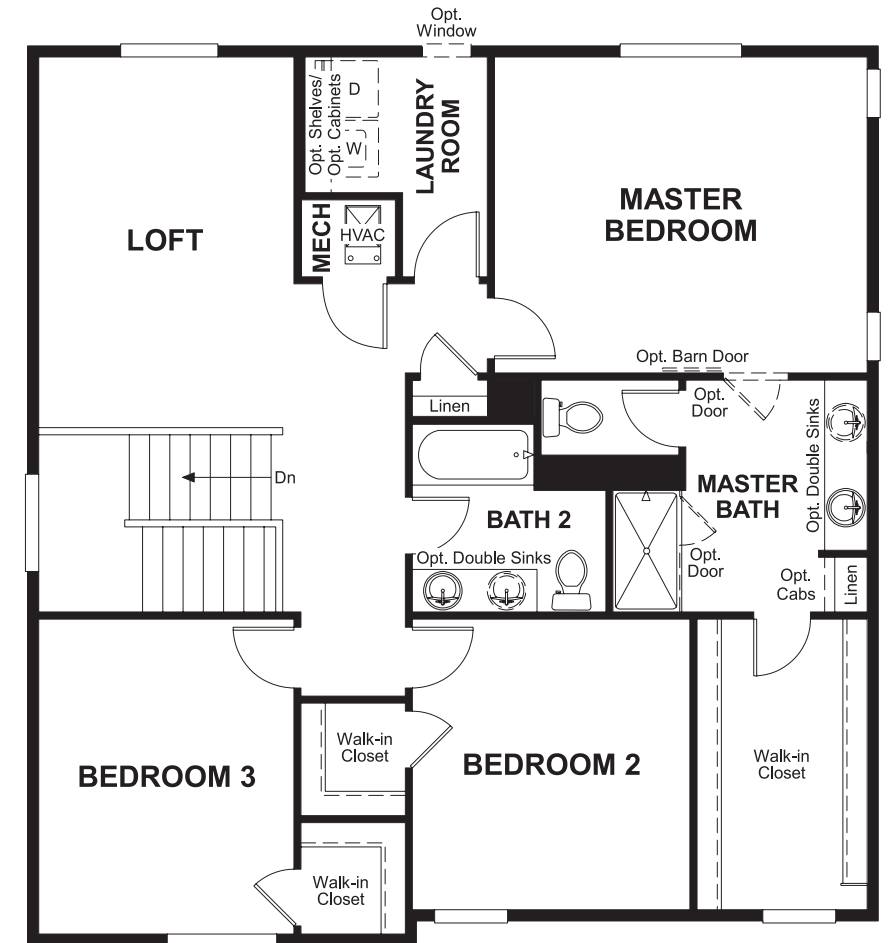 Opt.
Window
Opt. Shelves/
Opt. Cabinets
D
W
LAUNDRY
ROOM
MECH
HVAC
LOFT
MASTER
BEDROOM
Opt. Barn Door
Linen
Opt.
Door
Opt. Double Sinks
MASTER
BATH
Dn
BATH 2
Opt. Double Sinks
Opt.
Door
Opt.
Cabs
Linen
Walk-in
Closet
BEDROOM 3
BEDROOM 2
Walk-in
Closet
Walk-in
Closet